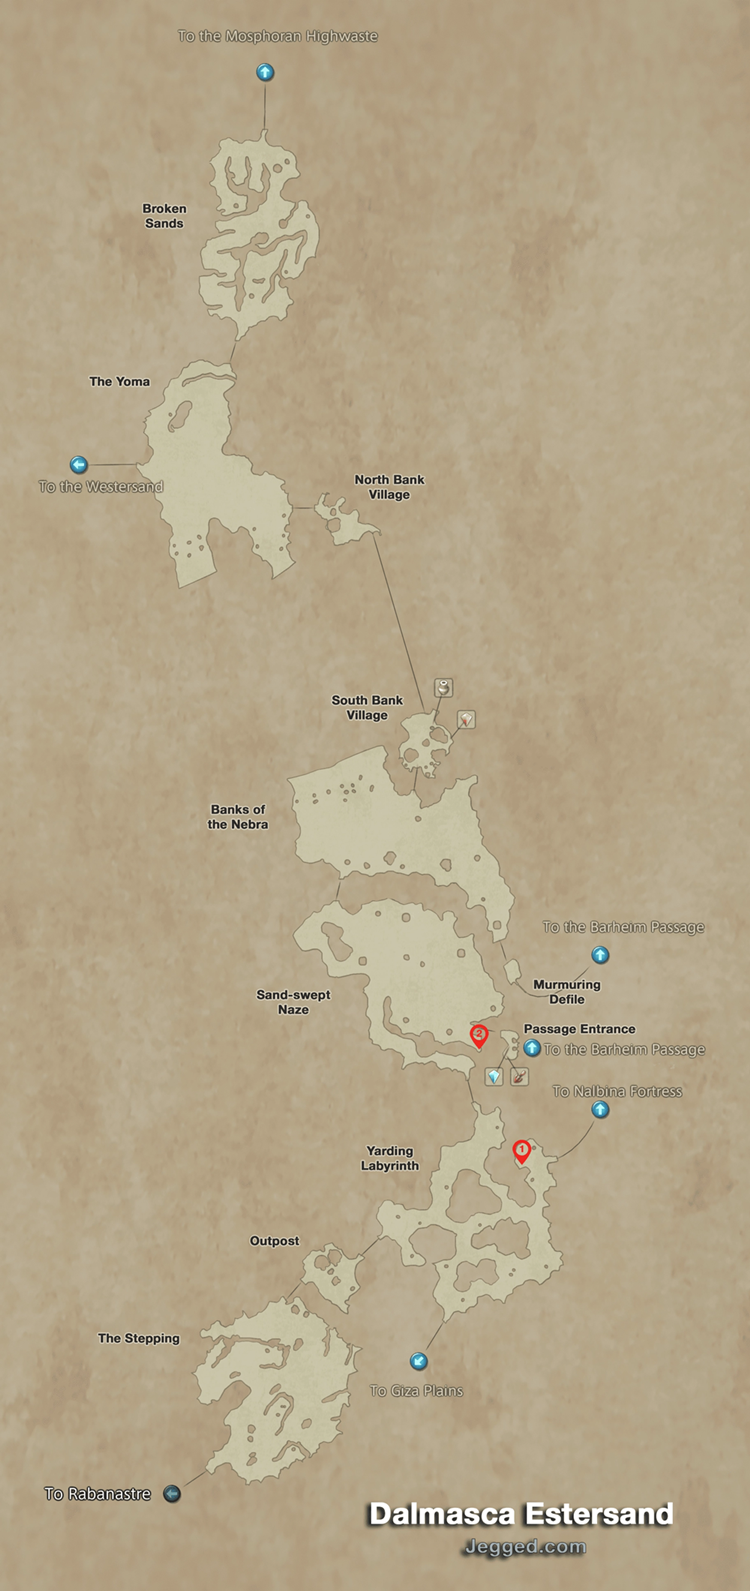 To the Mosphoran Highwaste
Broken
Sands
The Yoma
To the Westersand
North Bank
Village
South Bank
Village
Banks of
the Nebra
To the Barheim Passage
Murmuring
Defile
Sand-swept
Naze
Passage Entrance
2
To the Barheim Passage
To Nalbina Fortress
Yarding
Labyrinth
1
Outpost
The Stepping
To Giza Plains
To Rabanastre
Dalmasca Estersand
Jegged.com